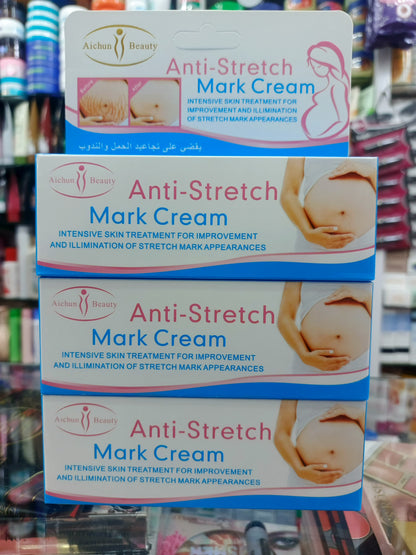 Aichun Beauty
Anti-Stretch
Mark Cream
Before
After
INTENSIVE SKIN TREATMENT FOR
IMPROVEMENT AND ILLIMINATION
OF STRETCH MARK APPEARANCES
يقضي على تجاعيد الحمل والندوب
Aichun Beauty
Anti-Stretch
Mark Cream
INTENSIVE SKIN TREATMENT FOR IMPROVEMENT
AND ILLIMINATION OF STRETCH MARK APPEARANCES
Aichun Beauty
Anti-Stretch
Mark Cream
INTENSIVE SKIN TREATMENT FOR IMPROVEMENT
AND ILLIMINATION OF STRETCH MARK APPEARANCES
Aichun Beauty
Anti-Stretch
Mark Cream
INTENSIVE SKIN TREATMENT FOR IMPROVEMENT
AND ILLIMINATION OF STRETCH MARK APPEARANCES